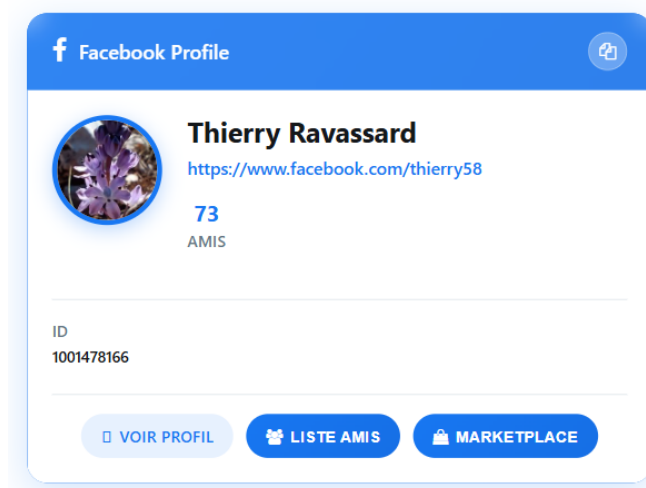 Facebook Profile
Thierry Ravassard
https://www.facebook.com/thierry58
73
AMIS
ID
1001478166
VOIR PROFIL
LISTE AMIS
MARKETPLACE